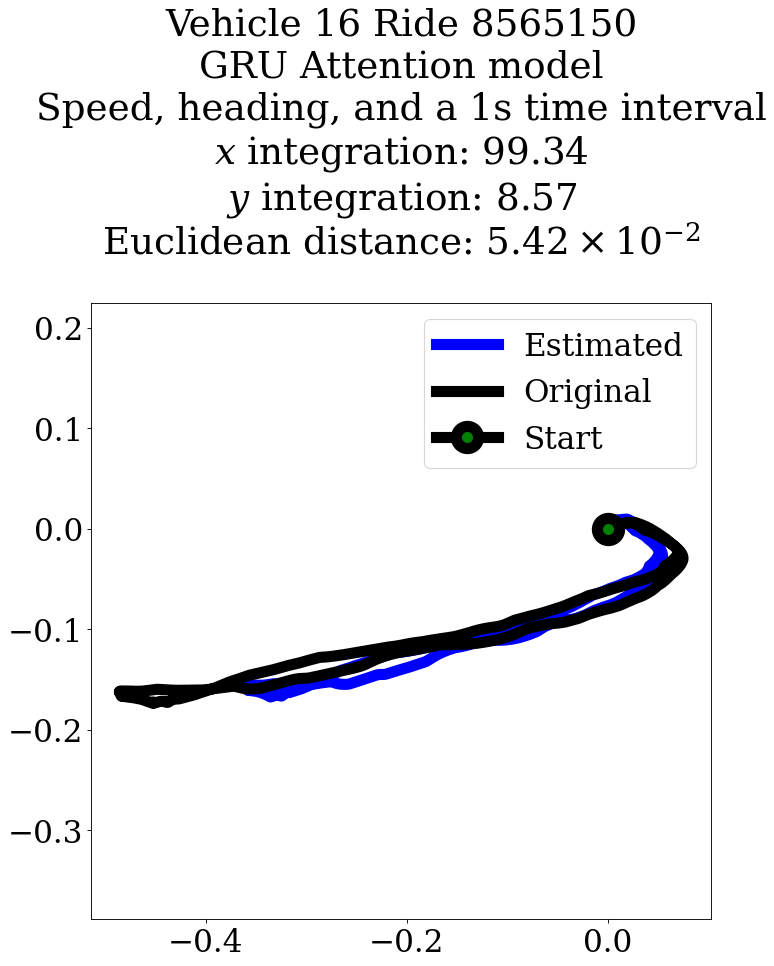 Vehicle 16 Ride 8565150
GRU Attention model
Speed, heading, and a 1s time interval
x integration: 99.34
y integration: 8.57
Euclidean distance: 5.42 × 10⁻²
Estimated
Original
Start
0.2
0.1
0.0
−0.1
−0.2
−0.3
−0.4
−0.2
0.0